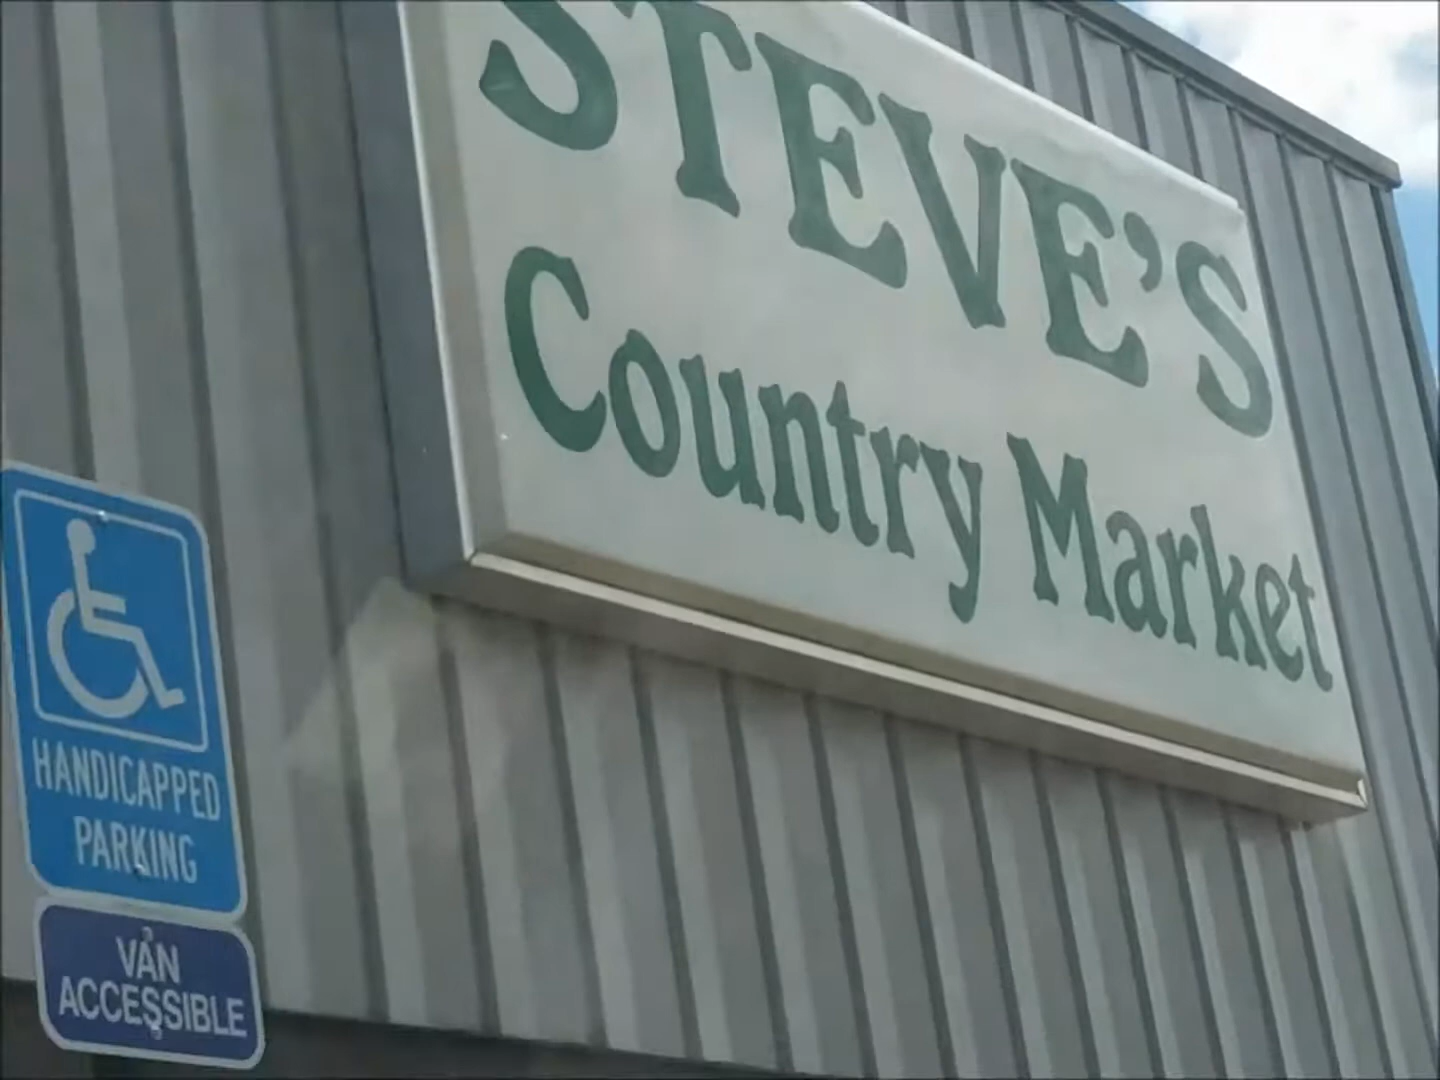 STEVE'S
Country Market
HANDICAPPED
PARKING
VAN
ACCESSIBLE